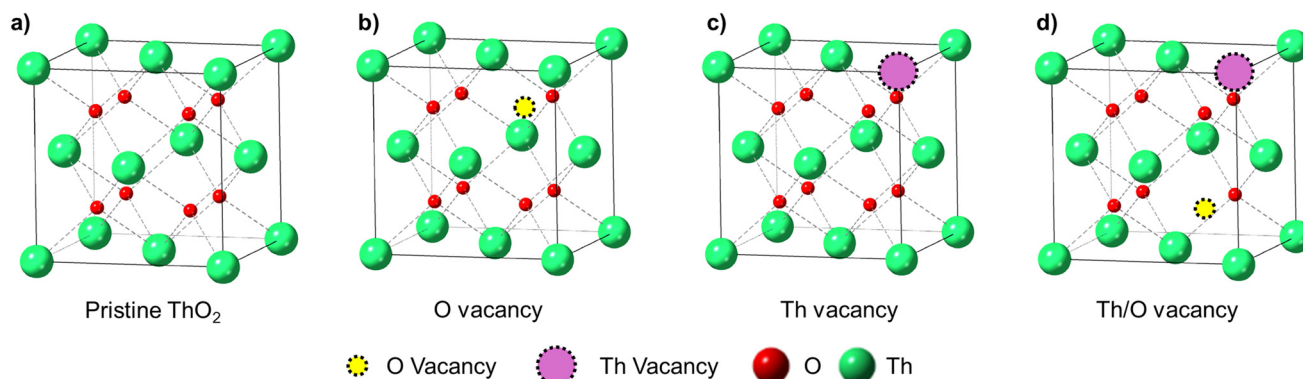 a)
b)
c)
d)
Pristine ThO₂
O vacancy
Th vacancy
Th/O vacancy
O Vacancy
Th Vacancy
O
Th